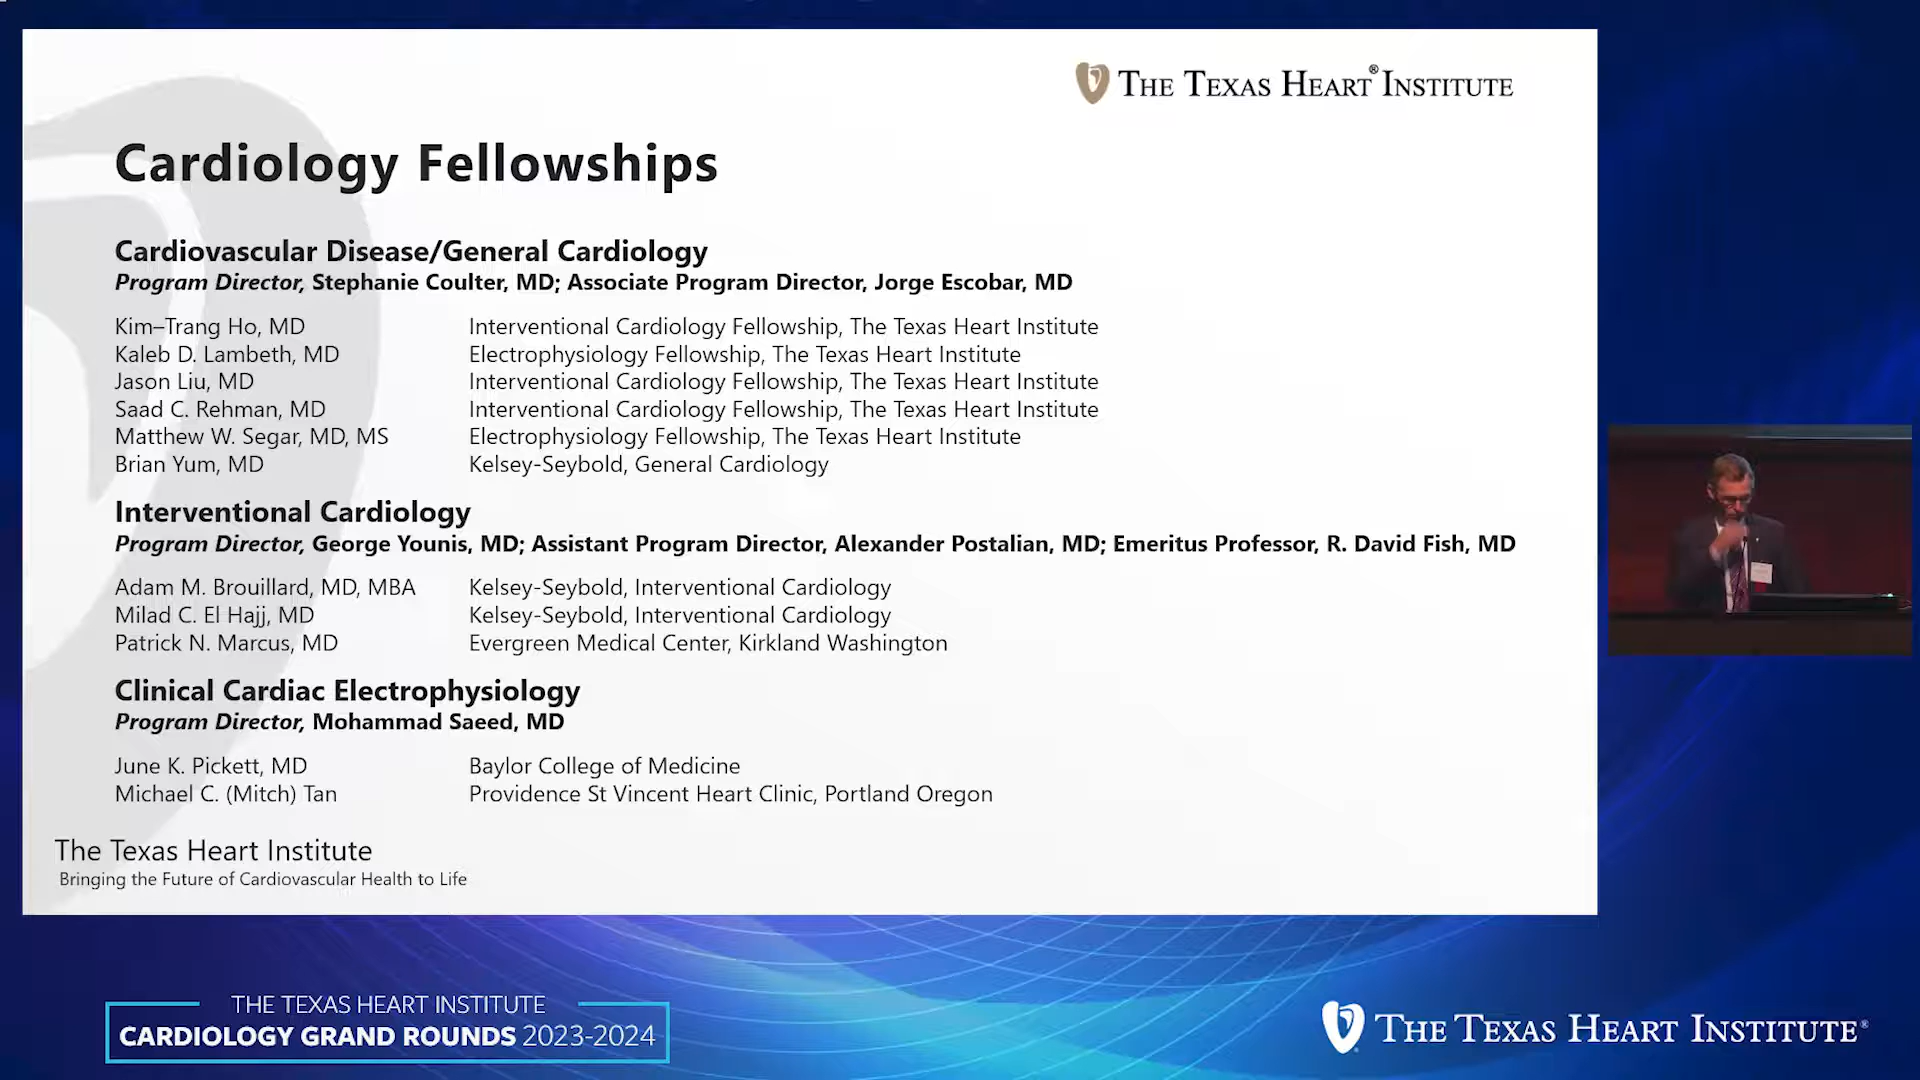 THE TEXAS HEART® INSTITUTE
Cardiology Fellowships
Cardiovascular Disease/General Cardiology
Program Director, Stephanie Coulter, MD; Associate Program Director, Jorge Escobar, MD
Kim–Trang Ho, MD Interventional Cardiology Fellowship, The Texas Heart Institute
Kaleb D. Lambeth, MD Electrophysiology Fellowship, The Texas Heart Institute
Jason Liu, MD Interventional Cardiology Fellowship, The Texas Heart Institute
Saad C. Rehman, MD Interventional Cardiology Fellowship, The Texas Heart Institute
Matthew W. Segar, MD, MS Electrophysiology Fellowship, The Texas Heart Institute
Brian Yum, MD Kelsey-Seybold, General Cardiology
Interventional Cardiology
Program Director, George Younis, MD; Assistant Program Director, Alexander Postalian, MD; Emeritus Professor, R. David Fish, MD
Adam M. Brouillard, MD, MBA Kelsey-Seybold, Interventional Cardiology
Milad C. El Hajj, MD Kelsey-Seybold, Interventional Cardiology
Patrick N. Marcus, MD Evergreen Medical Center, Kirkland Washington
Clinical Cardiac Electrophysiology
Program Director, Mohammad Saeed, MD
June K. Pickett, MD Baylor College of Medicine
Michael C. (Mitch) Tan Providence St Vincent Heart Clinic, Portland Oregon
The Texas Heart Institute
Bringing the Future of Cardiovascular Health to Life
THE TEXAS HEART INSTITUTE
CARDIOLOGY GRAND ROUNDS 2023-2024
THE TEXAS HEART INSTITUTE®